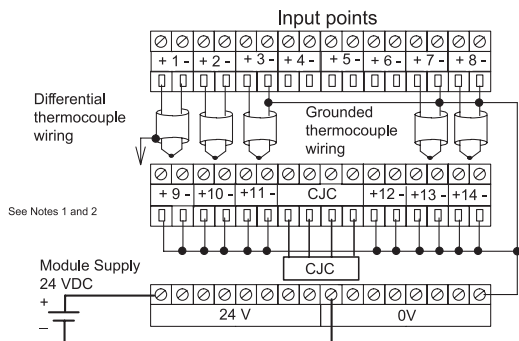 Input points
+ 1 - + 2 - + 3 - + 4 - + 5 - + 6 - + 7 - + 8 -
Differential
thermocouple
wiring
Grounded
thermocouple
wiring
+ 9 - +10 - +11 - CJC +12 - +13 - +14 -
See Notes 1 and 2
CJC
Module Supply
24 VDC
+
–
24 V 0V